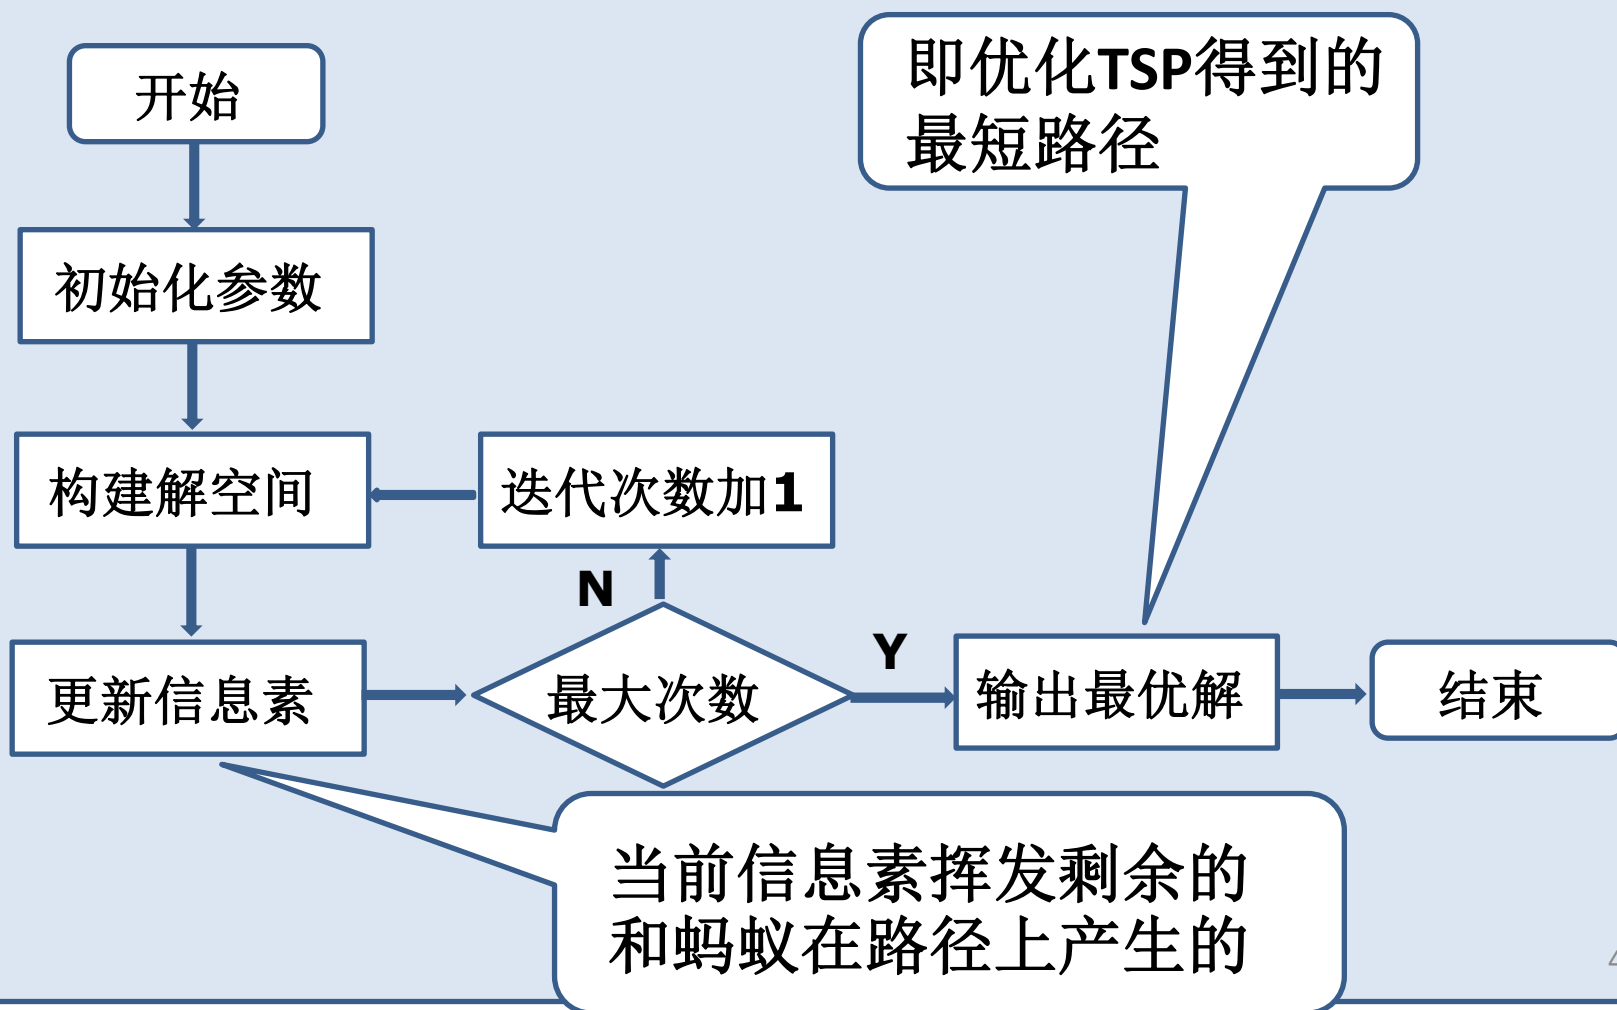 开始
即优化TSP得到的
最短路径
初始化参数
构建解空间
迭代次数加1
N
Y
更新信息素
最大次数
输出最优解
结束
当前信息素挥发剩余的
和蚂蚁在路径上产生的